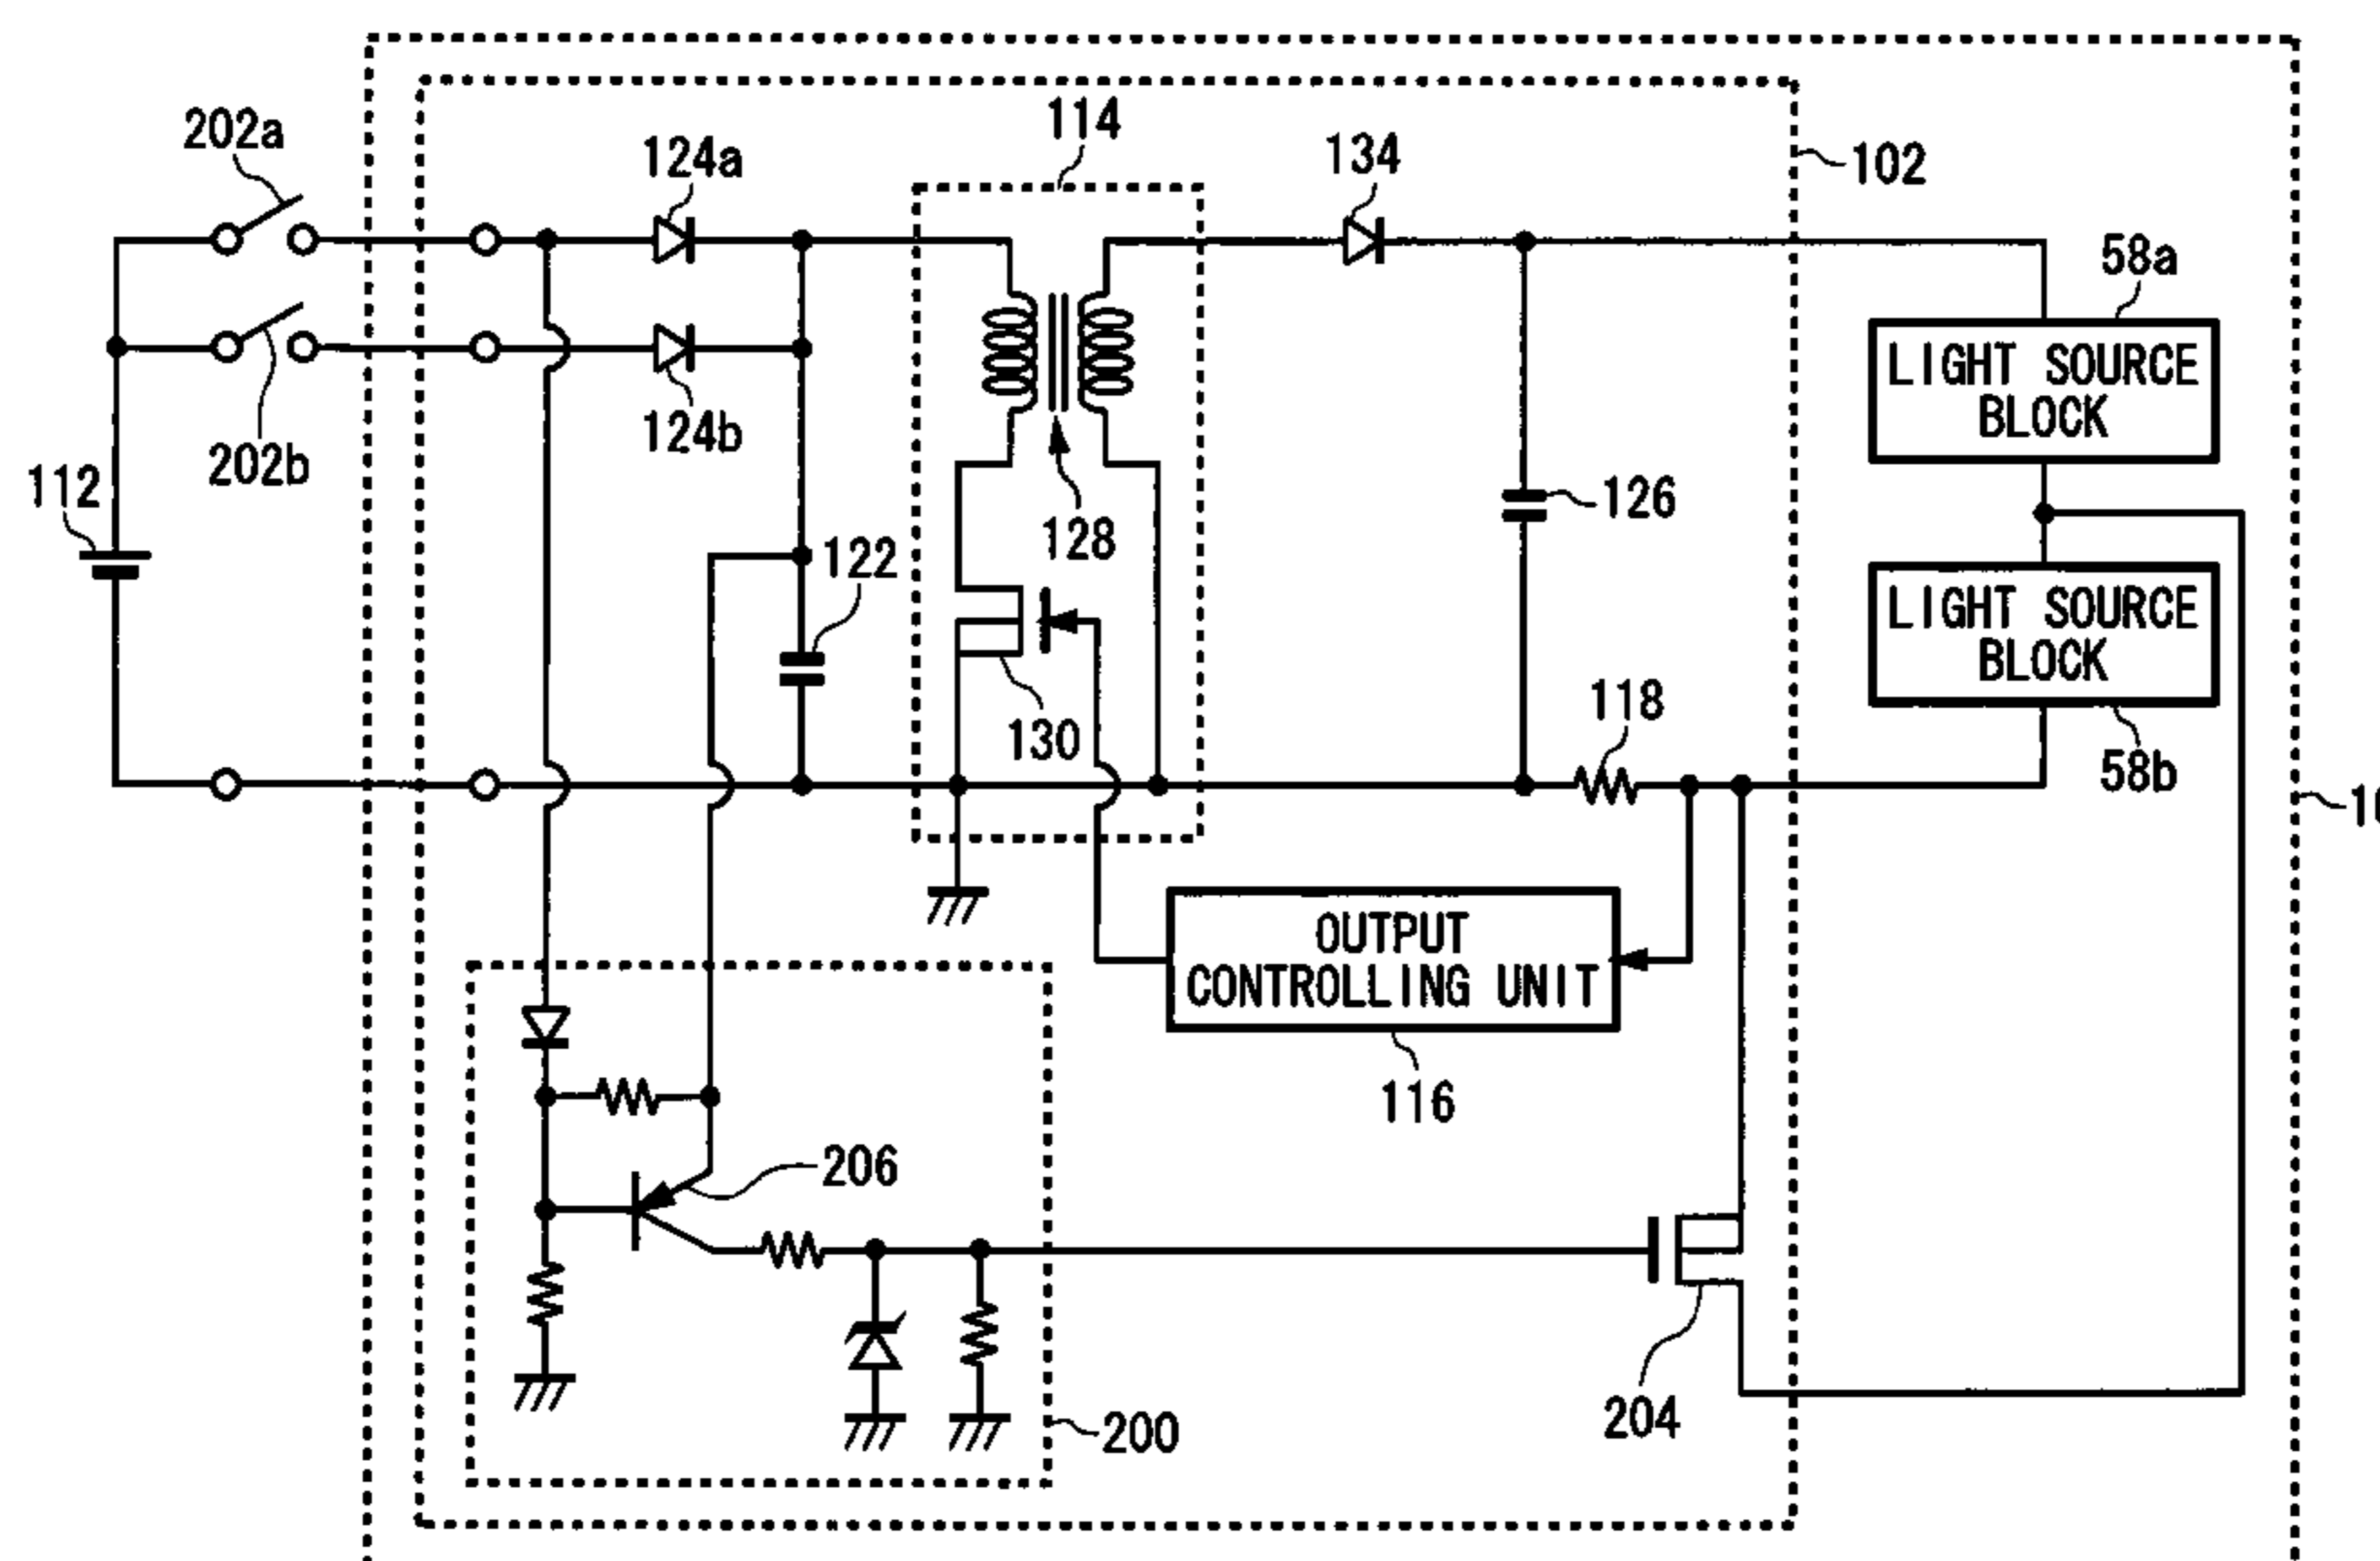 114
202a
124a
134
102
58a
LIGHT SOURCE
BLOCK
124b
202b
112
128
126
122
LIGHT SOURCE
BLOCK
118
130
58b
OUTPUT
CONTROLLING UNIT
116
206
204
200